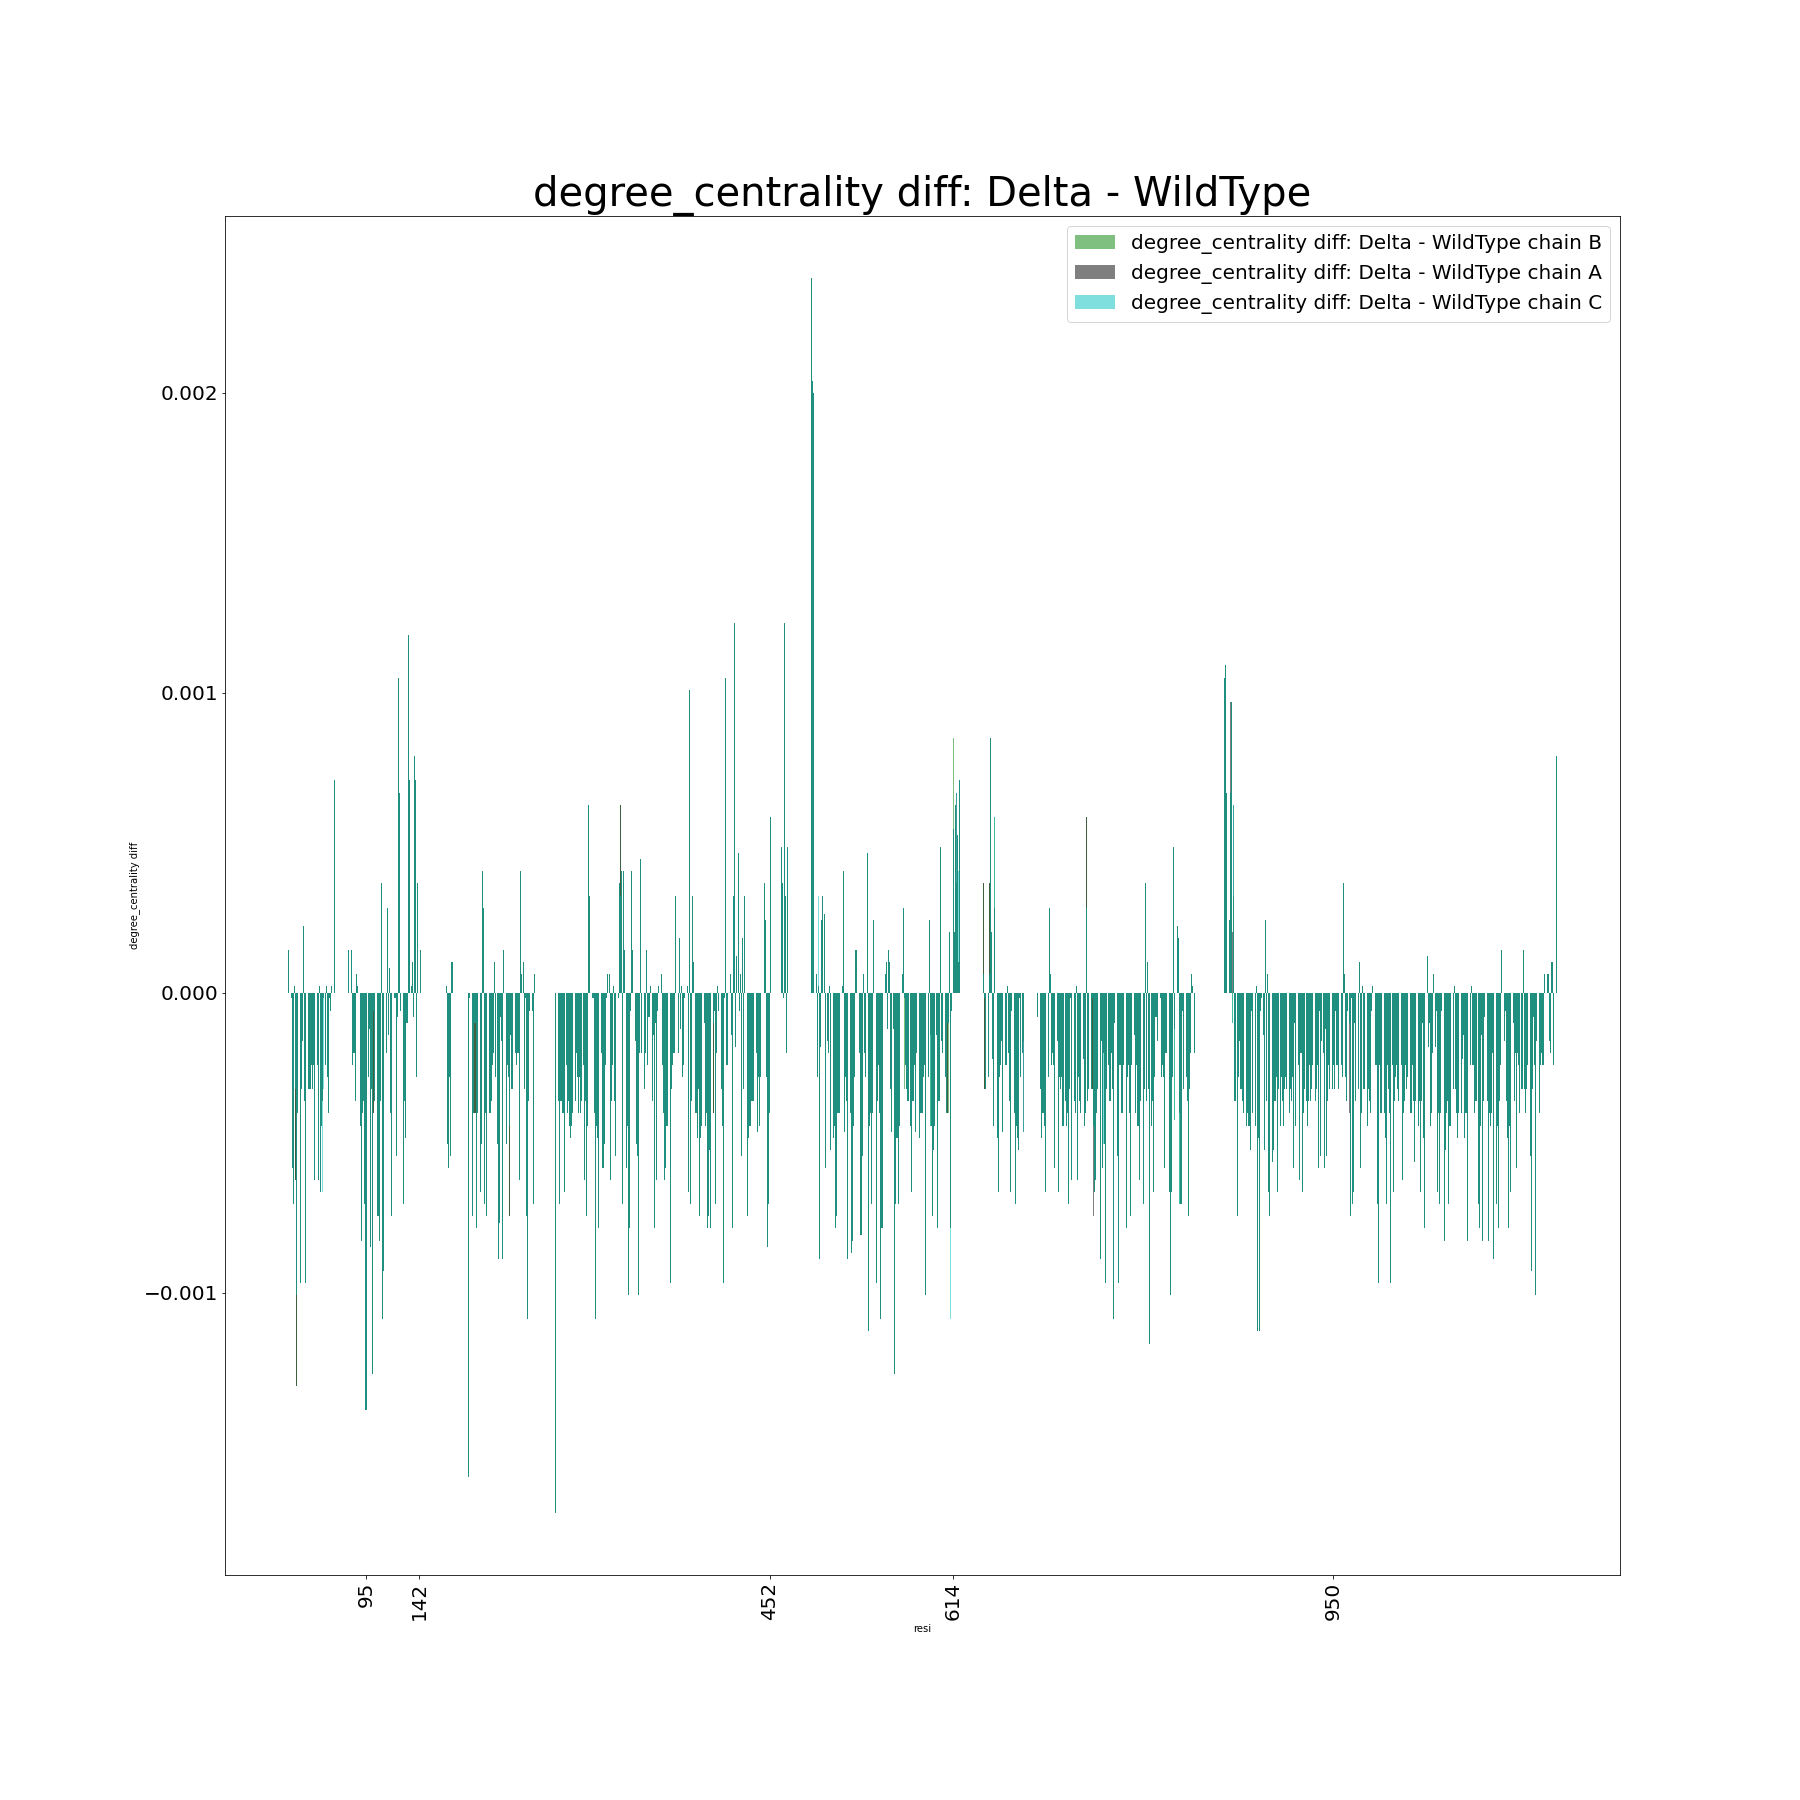 degree_centrality diff: Delta - WildType
degree_centrality diff: Delta - WildType chain B
degree_centrality diff: Delta - WildType chain A
degree_centrality diff: Delta - WildType chain C
0.002
0.001
0.000
−0.001
degree_centrality diff
95
142
452
614
950
resi